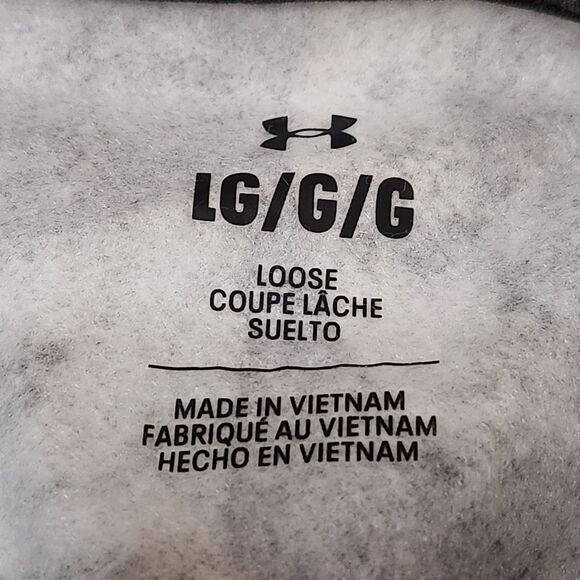 LG/G/G
LOOSE
COUPE LÂCHE
SUELTO
MADE IN VIETNAM
FABRIQUÉ AU VIETNAM
HECHO EN VIETNAM